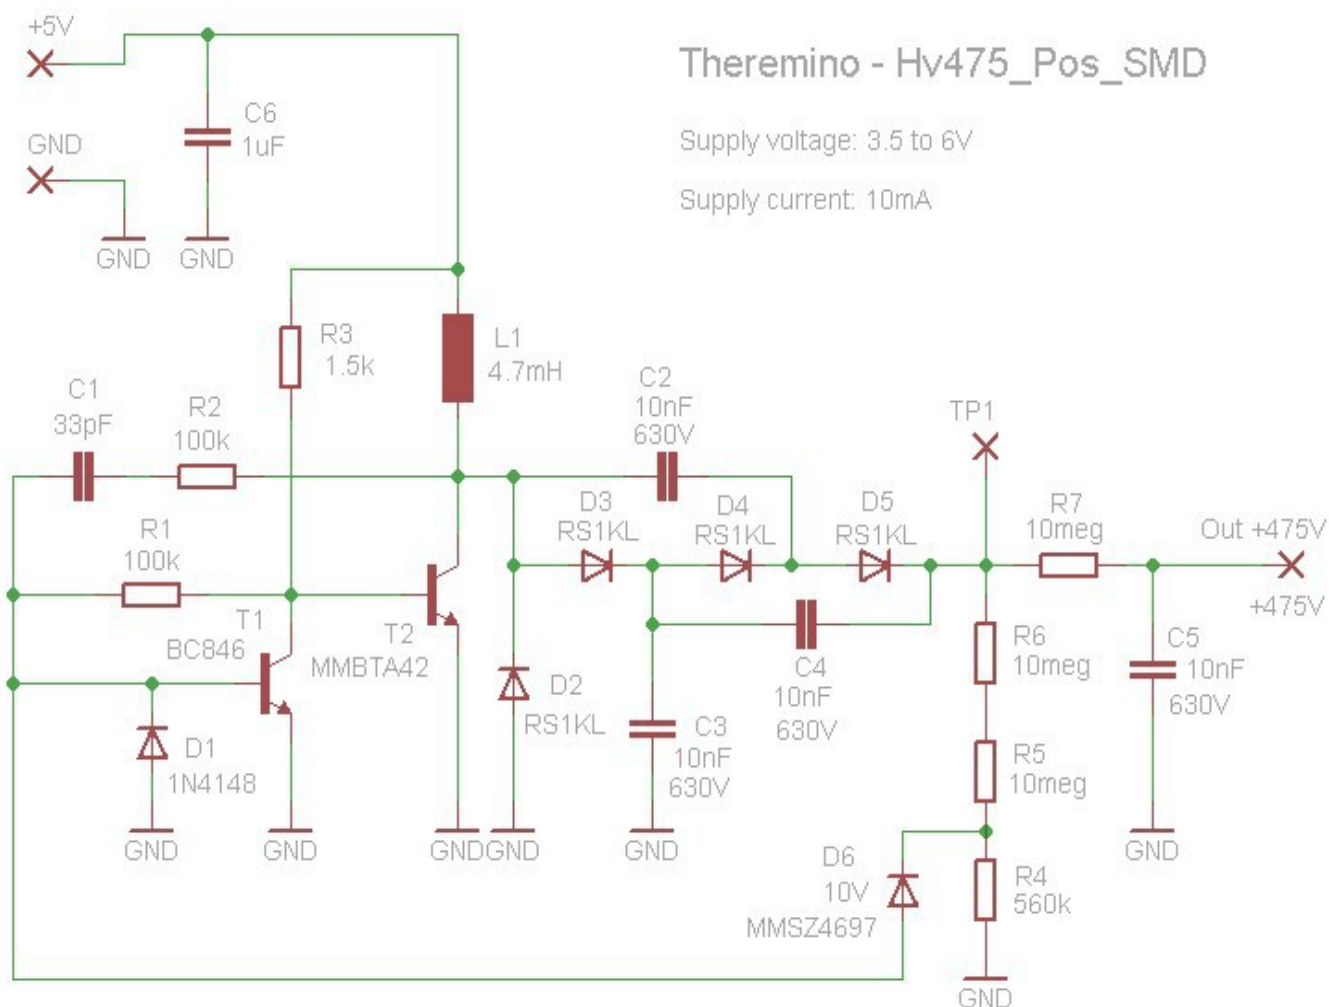 +5V
Theremino - Hv475_Pos_SMD
C6
1uF
GND
Supply voltage: 3.5 to 6V
Supply current: 10mA
GND
GND
R3
1.5k
L1
4.7mH
C1
33pF
R2
100k
C2
10nF
630V
TP1
R1
100k
D3
RS1KL
D4
RS1KL
D5
RS1KL
R7
10meg
Out +475V
+475V
T1
BC846
T2
MMBTA42
R6
10meg
C5
10nF
630V
C4
10nF
630V
D2
RS1KL
C3
10nF
630V
D1
1N4148
R5
10meg
GND
GND
GND
GND
GND
GND
D6
10V
MMSZ4697
R4
560k
GND